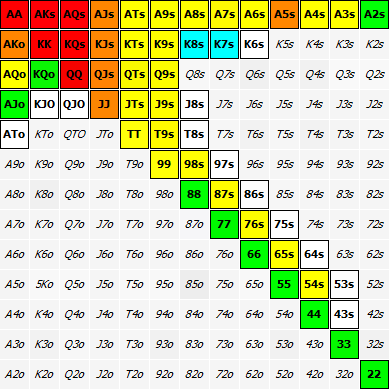 AA AKs AQs AJs ATs A9s A8s A7s A6s A5s A4s A3s A2s
AKo KK KQs KJs KTs K9s K8s K7s K6s K5s K4s K3s K2s
AQo KQo QQ QJs QTs Q9s Q8s Q7s Q6s Q5s Q4s Q3s Q2s
AJo KJO QJO JJ JTs J9s J8s J7s J6s J5s J4s J3s J2s
ATo KTo QTO JTo TT T9s T8s T7s T6s T5s T4s T3s T2s
A9o K9o Q9o J9o T9o 99 98s 97s 96s 95s 94s 93s 92s
A8o K8o Q8o J8o T8o 98o 88 87s 86s 85s 84s 83s 82s
A7o K7o Q7o J7o T7o 97o 87o 77 76s 75s 74s 73s 72s
A6o K6o Q6o J6o T6o 96o 86o 76o 66 65s 64s 63s 62s
A5o 5Ko Q5o J5o T5o 95o 85o 75o 65o 55 54s 53s 52s
A4o K4o Q4o J4o T4o 94o 84o 74o 64o 54o 44 43s 42s
A3o K3o Q3o J3o T3o 93o 83o 73o 63o 53o 43o 33 32s
A2o K2o Q2o J2o T2o 92o 82o 72o 62o 52o 42o 32o 22